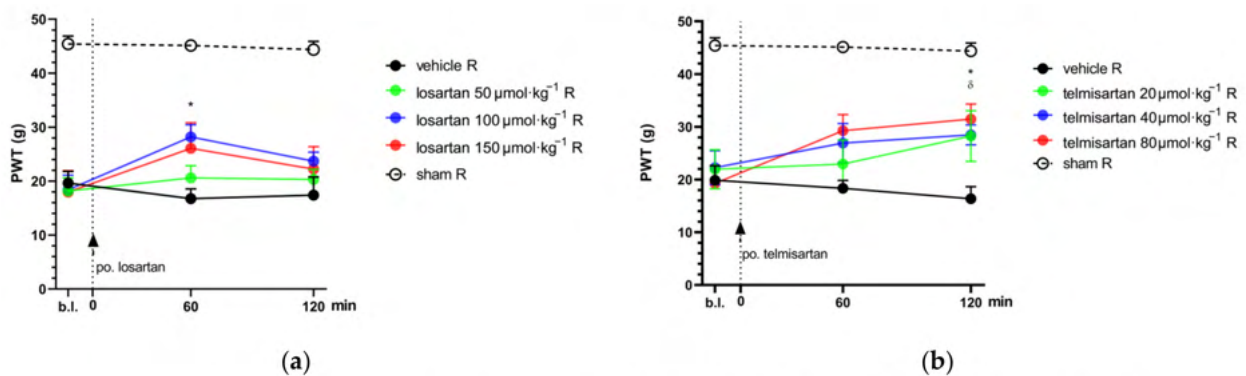 50
40
30
20
10
0
PWT (g)
*
po. losartan
b.l. 0 60 120 min
vehicle R
losartan 50 μmol·kg⁻¹ R
losartan 100 μmol·kg⁻¹ R
losartan 150 μmol·kg⁻¹ R
sham R
(a)
50
40
30
20
10
0
PWT (g)
*
δ
po. telmisartan
b.l. 0 60 120 min
vehicle R
telmisartan 20 μmol·kg⁻¹ R
telmisartan 40 μmol·kg⁻¹ R
telmisartan 80 μmol·kg⁻¹ R
sham R
(b)